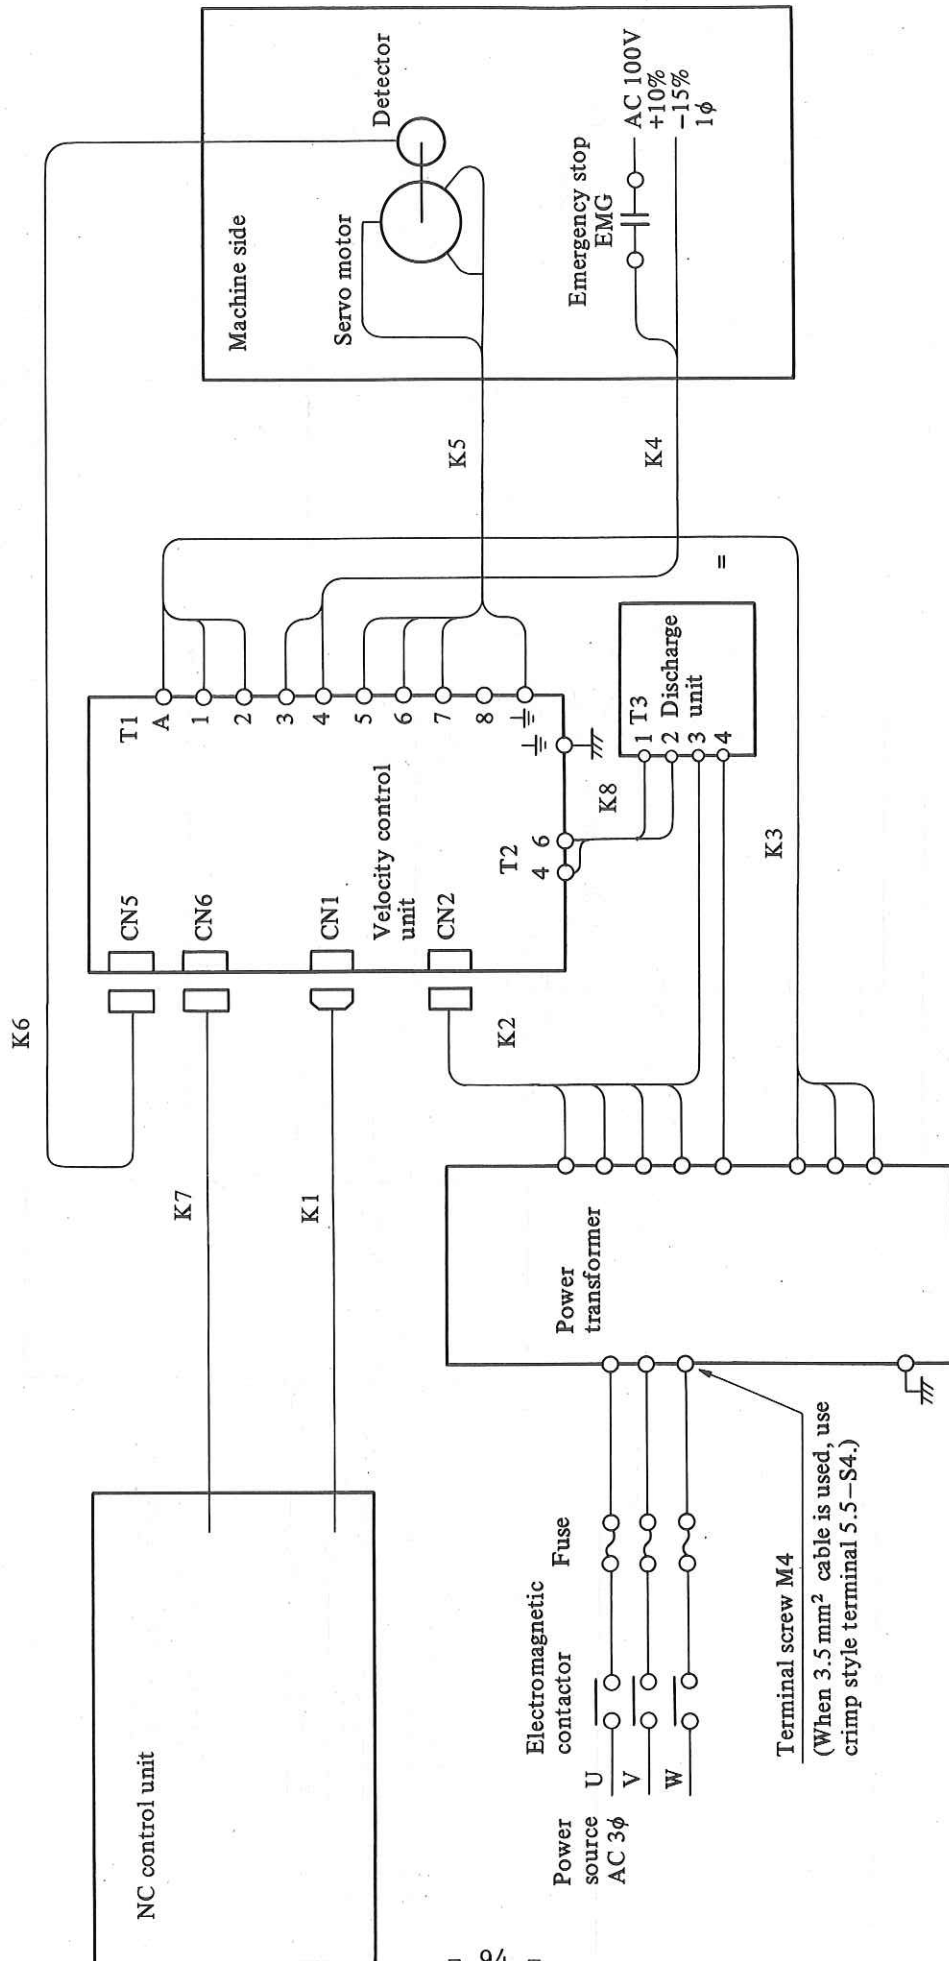 NC control unit
K7
K1
K6
CN5
CN6
CN1
CN2
Velocity control
unit
T1
A
1
2
3
4
5
6
7
8
T2
4
6
K2
K8
1 T3
2 Discharge
3 unit
4
K3
=
K5
K4
Machine side
Servo motor
Detector
Emergency stop
EMG
AC 100V
+10%
−15%
1ϕ
Power
transformer
Power
source
AC 3ϕ
U
V
W
Electromagnetic
contactor
Fuse
Terminal screw M4
(When 3.5 mm² cable is used, use
crimp style terminal 5.5−S4.)
94